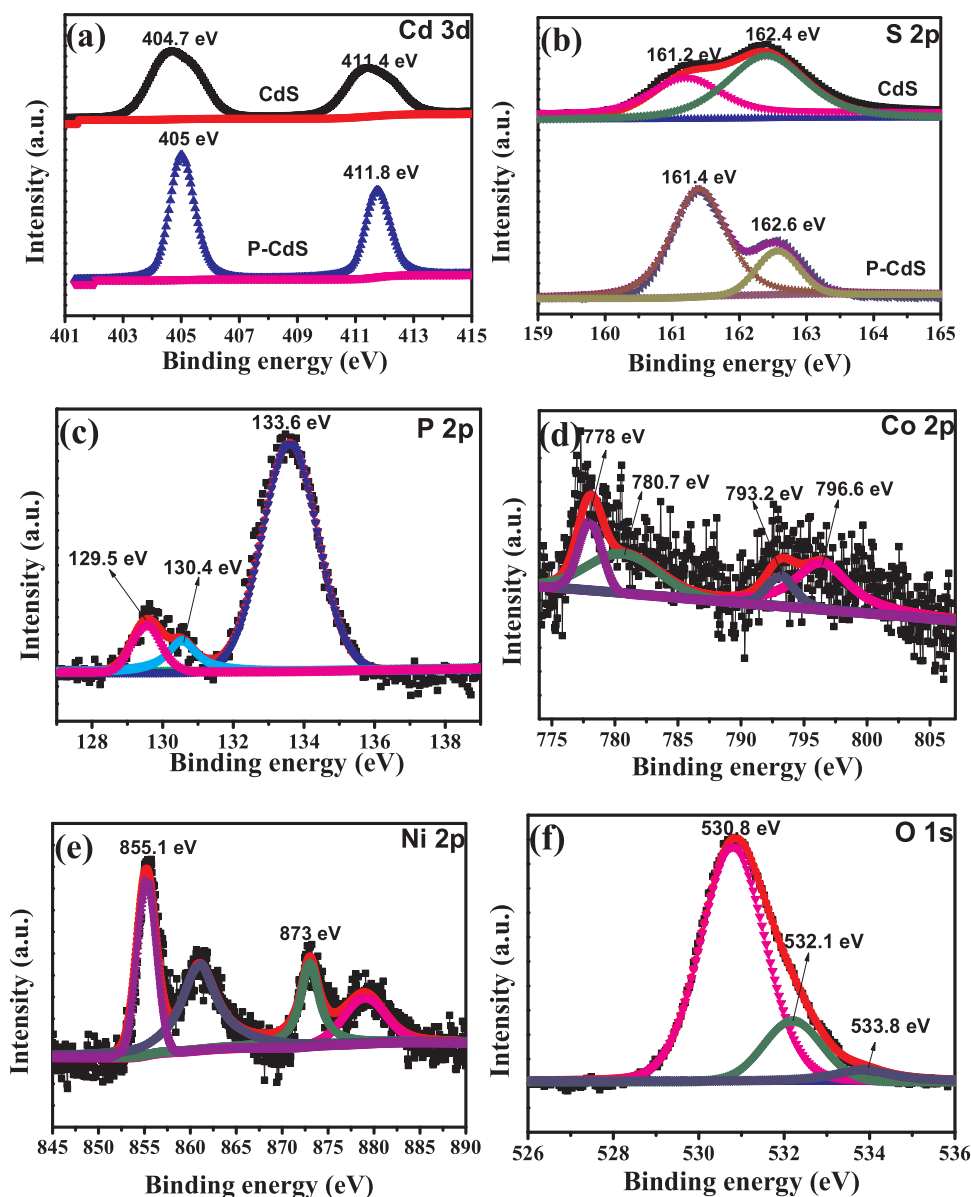 (a)
Cd 3d
404.7 eV
411.4 eV
CdS
405 eV
411.8 eV
P-CdS
Intensity (a.u.)
401 403 405 407 409 411 413 415
Binding energy (eV)
(b)
S 2p
161.2 eV
162.4 eV
CdS
161.4 eV
162.6 eV
P-CdS
Intensity (a.u.)
159 160 161 162 163 164 165
Binding energy (eV)
(c)
P 2p
133.6 eV
129.5 eV
130.4 eV
Intensity (a.u.)
128 130 132 134 136 138
Binding energy (eV)
(d)
Co 2p
778 eV
780.7 eV
793.2 eV
796.6 eV
Intensity (a.u.)
775 780 785 790 795 800 805
Binding energy (eV)
(e)
Ni 2p
855.1 eV
873 eV
Intensity (a.u.)
845 850 855 860 865 870 875 880 885 890
Binding energy (eV)
(f)
O 1s
530.8 eV
532.1 eV
533.8 eV
Intensity (a.u.)
526 528 530 532 534 536
Binding energy (eV)